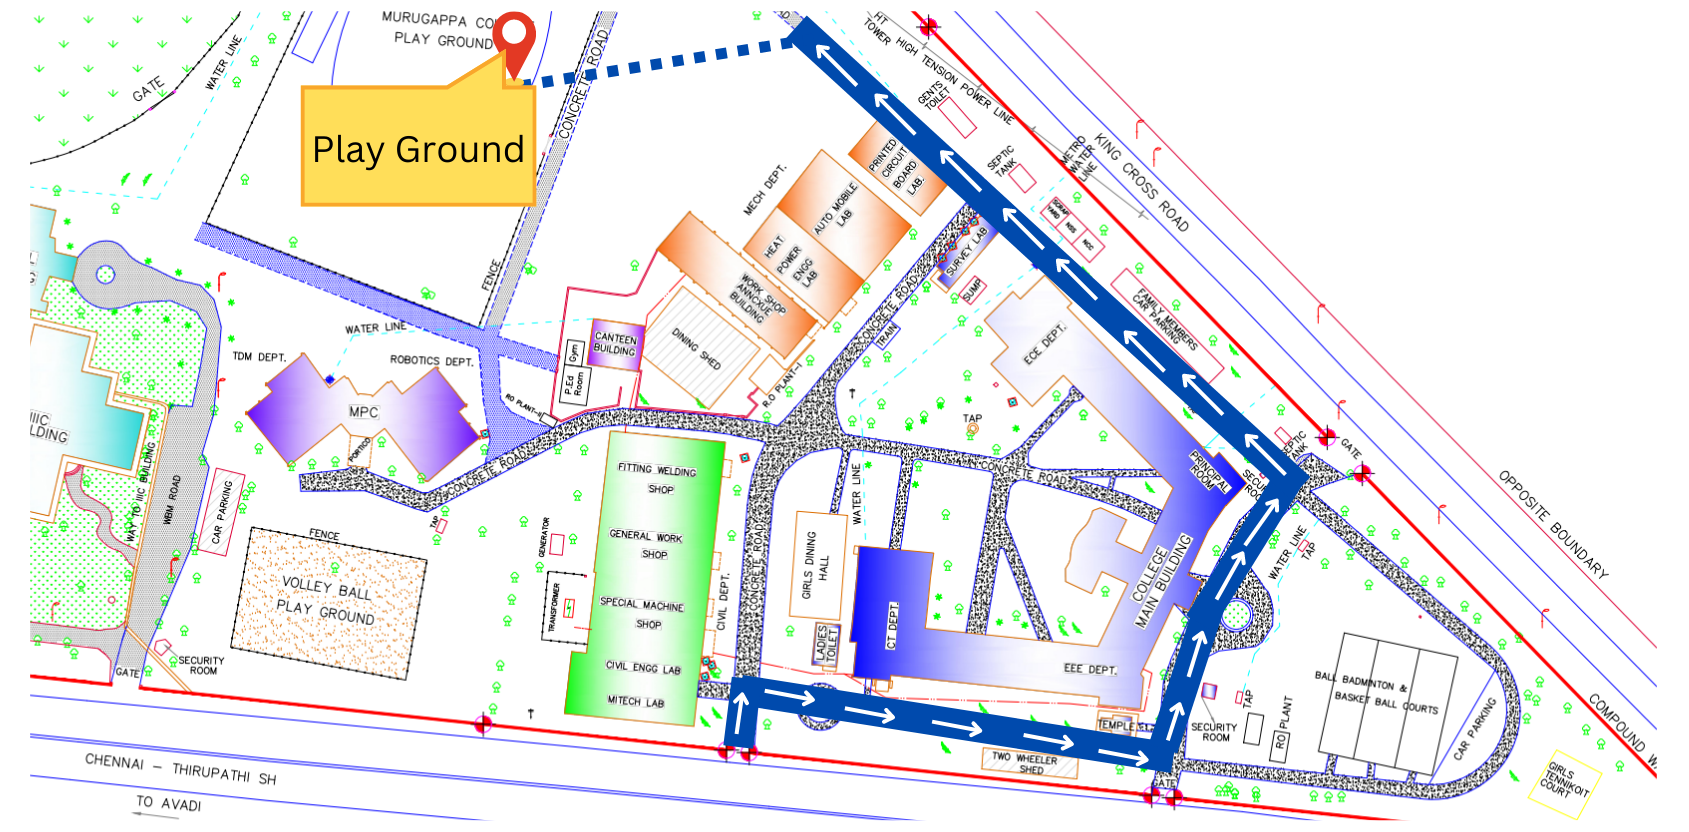 MURUGAPPA CO
PLAY GROUND
Play Ground
WATER LINE
GATE
CONCRETE ROAD
FENCE
HT
TOWER HIGH TENSION POWER LINE
GENTS
TOILET
SEPTIC
TANK
METRO
WATER
LINE
KING CROSS ROAD
SCRAP
YARD
NSS
NCC
FAMILY MEMBERS
CAR PARKING
PRINTED
CIRCUIT
BOARD
LAB.
MECH DEPT.
AUTO MOBILE
LAB
HEAT
POWER
ENGG
LAB
WORK SHOP
ANNCXUE
BUILDING
SURVEY LAB
SUMP
CONCRETE ROAD
TRAIN
ECE DEPT.
DINING SHED
CANTEEN
BUILDING
Gym
P.Ed
Room
RO PLANT-II
R.O PLANT-I
WATER LINE
TDM DEPT.
ROBOTICS DEPT.
MPC
PORTICO
CONCRETE ROAD
IIIC
LDING
WAY TO IIIC BUILDING
WBM ROAD
CAR PARKING
TAP
FENCE
VOLLEY BALL
PLAY GROUND
GENERATOR
TRANSFORMER
FITTING WELDING
SHOP
GENERAL WORK
SHOP
SPECIAL MACHINE
SHOP
CIVIL ENGG LAB
MITECH LAB
CIVIL DEPT.
CONCRETE ROAD
TAP
CONCRETE ROAD
WATER LINE
GIRLS DINING
HALL
LADIES
TOILET
CT DEPT.
EEE DEPT.
COLLEGE
MAIN BUILDING
PRINCIPAL
ROOM
GATE
WATER LINE
TAP
OPPOSITE BOUNDARY
SECURITY
ROOM
GATE
TEMPLE
TWO WHEELER
SHED
GATE
SECURITY
ROOM
TAP
RO PLANT
BALL BADMINTON &
BASKET BALL COURTS
CAR PARKING
COMPOUND W
GIRLS
TENNIKOIT
COURT
CHENNAI – THIRUPATHI SH
TO AVADI